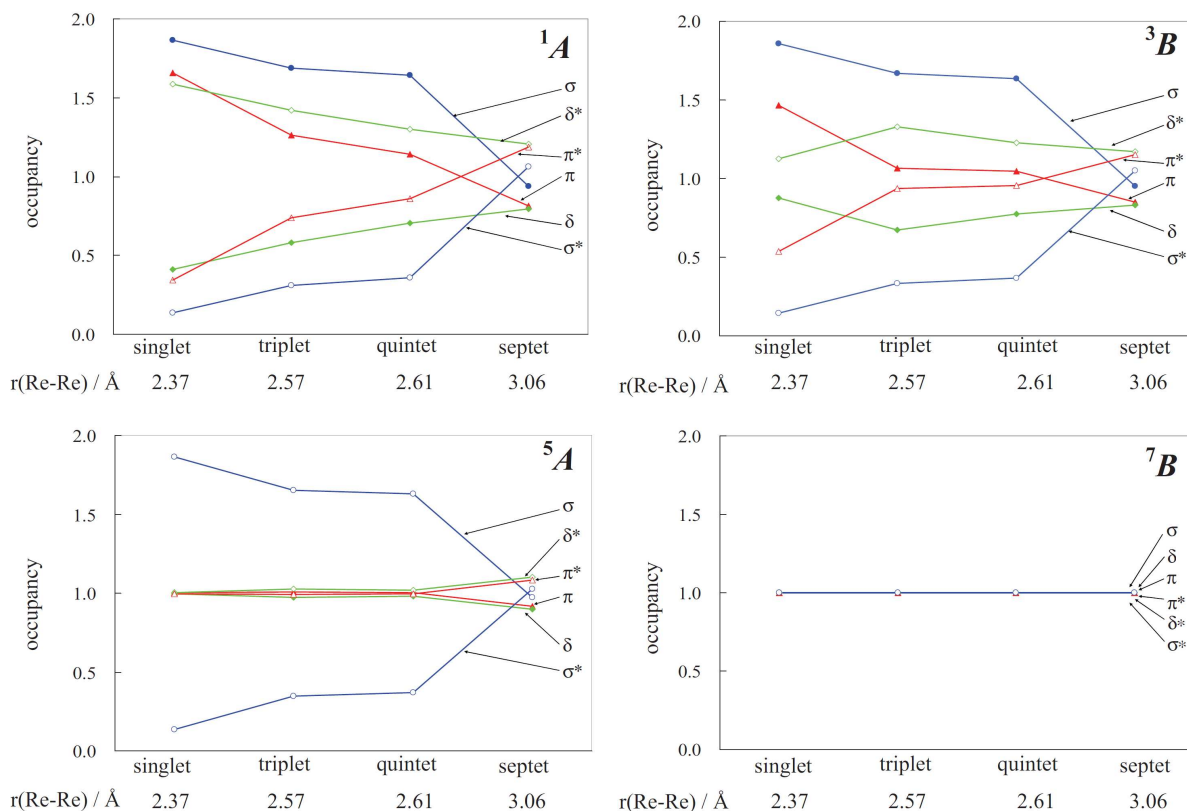 2.0
1A
1.5
σ
δ*
π*
1.0
π
occupancy
δ
0.5
σ*
0.0
singlet triplet quintet septet
r(Re-Re) / Å 2.37 2.57 2.61 3.06
2.0
3B
1.5
σ
δ*
π*
1.0
π
occupancy
δ
0.5
σ*
0.0
singlet triplet quintet septet
r(Re-Re) / Å 2.37 2.57 2.61 3.06
2.0
5A
1.5
σ
δ*
π*
1.0
π
occupancy
δ
0.5
σ*
0.0
singlet triplet quintet septet
r(Re-Re) / Å 2.37 2.57 2.61 3.06
2.0
7B
1.5
σ
δ
π
1.0
π*
occupancy
δ*
σ*
0.5
0.0
singlet triplet quintet septet
r(Re-Re) / Å 2.37 2.57 2.61 3.06